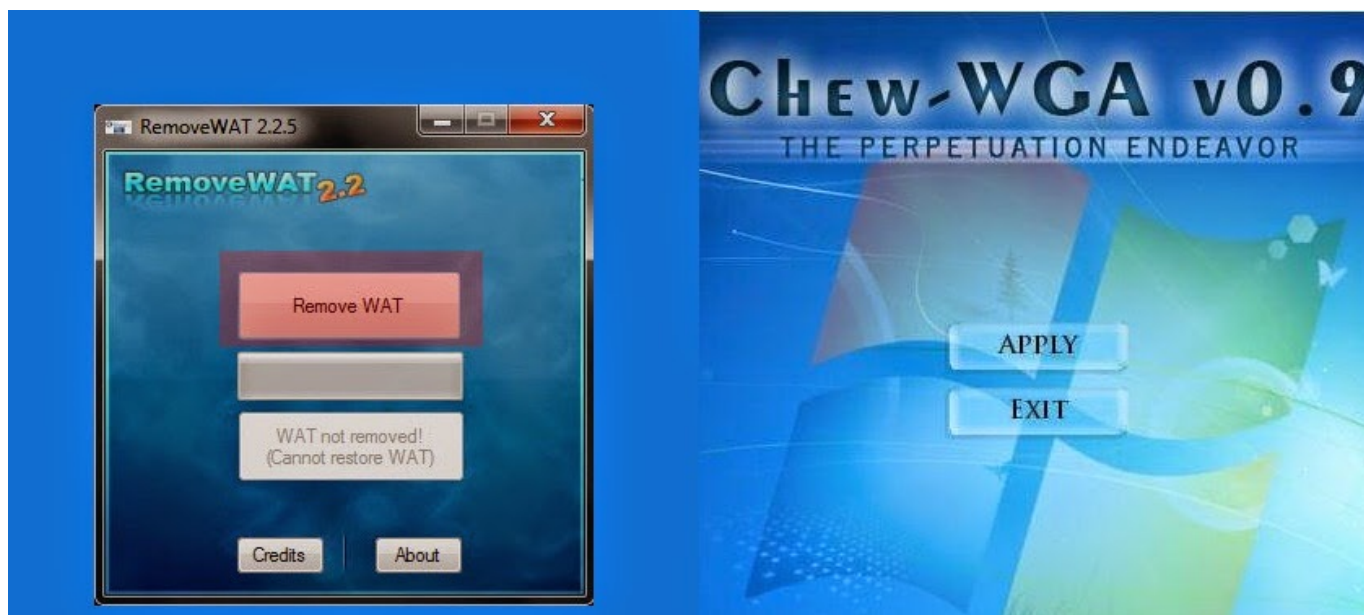 RemoveWAT 2.2.5
RemoveWAT2.2
Remove WAT
WAT not removed!
(Cannot restore WAT)
Credits
About
Chew-WGA v0.9
THE PERPETUATION ENDEAVOR
APPLY
EXIT